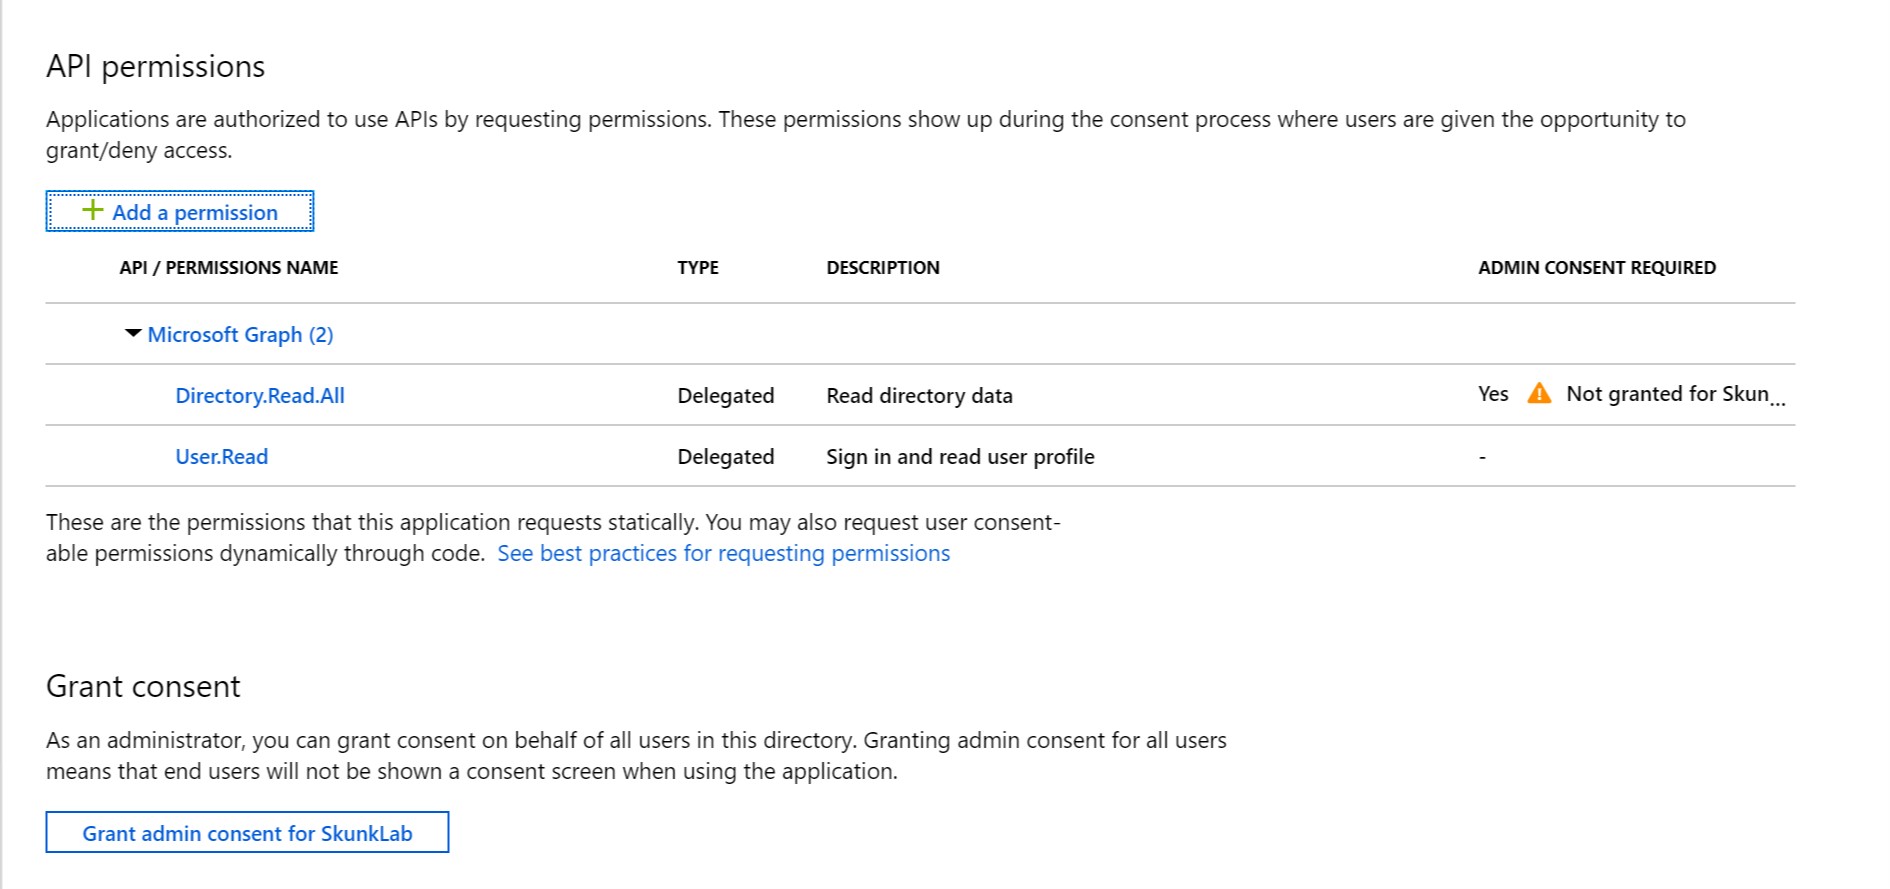 API permissions
Applications are authorized to use APIs by requesting permissions. These permissions show up during the consent process where users are given the opportunity to
grant/deny access.
Add a permission
API / PERMISSIONS NAME TYPE DESCRIPTION ADMIN CONSENT REQUIRED
Microsoft Graph (2)
Directory.Read.All Delegated Read directory data Yes Not granted for Skun...
User.Read Delegated Sign in and read user profile -
These are the permissions that this application requests statically. You may also request user consent-
able permissions dynamically through code. See best practices for requesting permissions
Grant consent
As an administrator, you can grant consent on behalf of all users in this directory. Granting admin consent for all users
means that end users will not be shown a consent screen when using the application.
Grant admin consent for SkunkLab